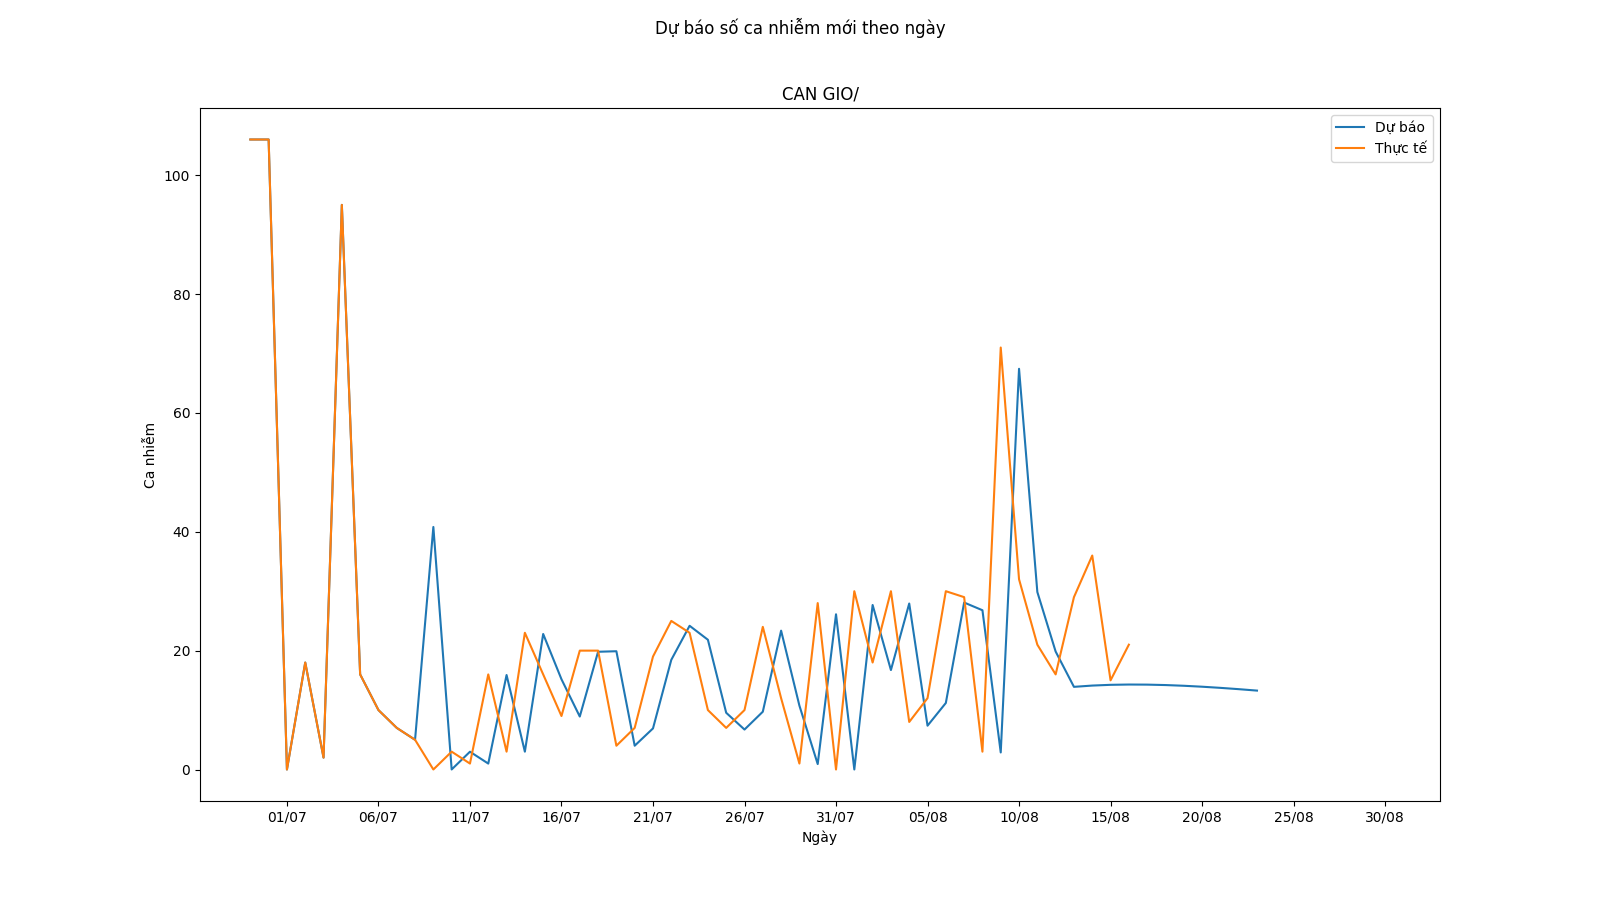 Dự báo số ca nhiễm mới theo ngày
CAN GIO/
Dự báo
Thực tế
100
80
60
40
20
0
Ca nhiễm
01/07 06/07 11/07 16/07 21/07 26/07 31/07 05/08 10/08 15/08 20/08 25/08 30/08
Ngày